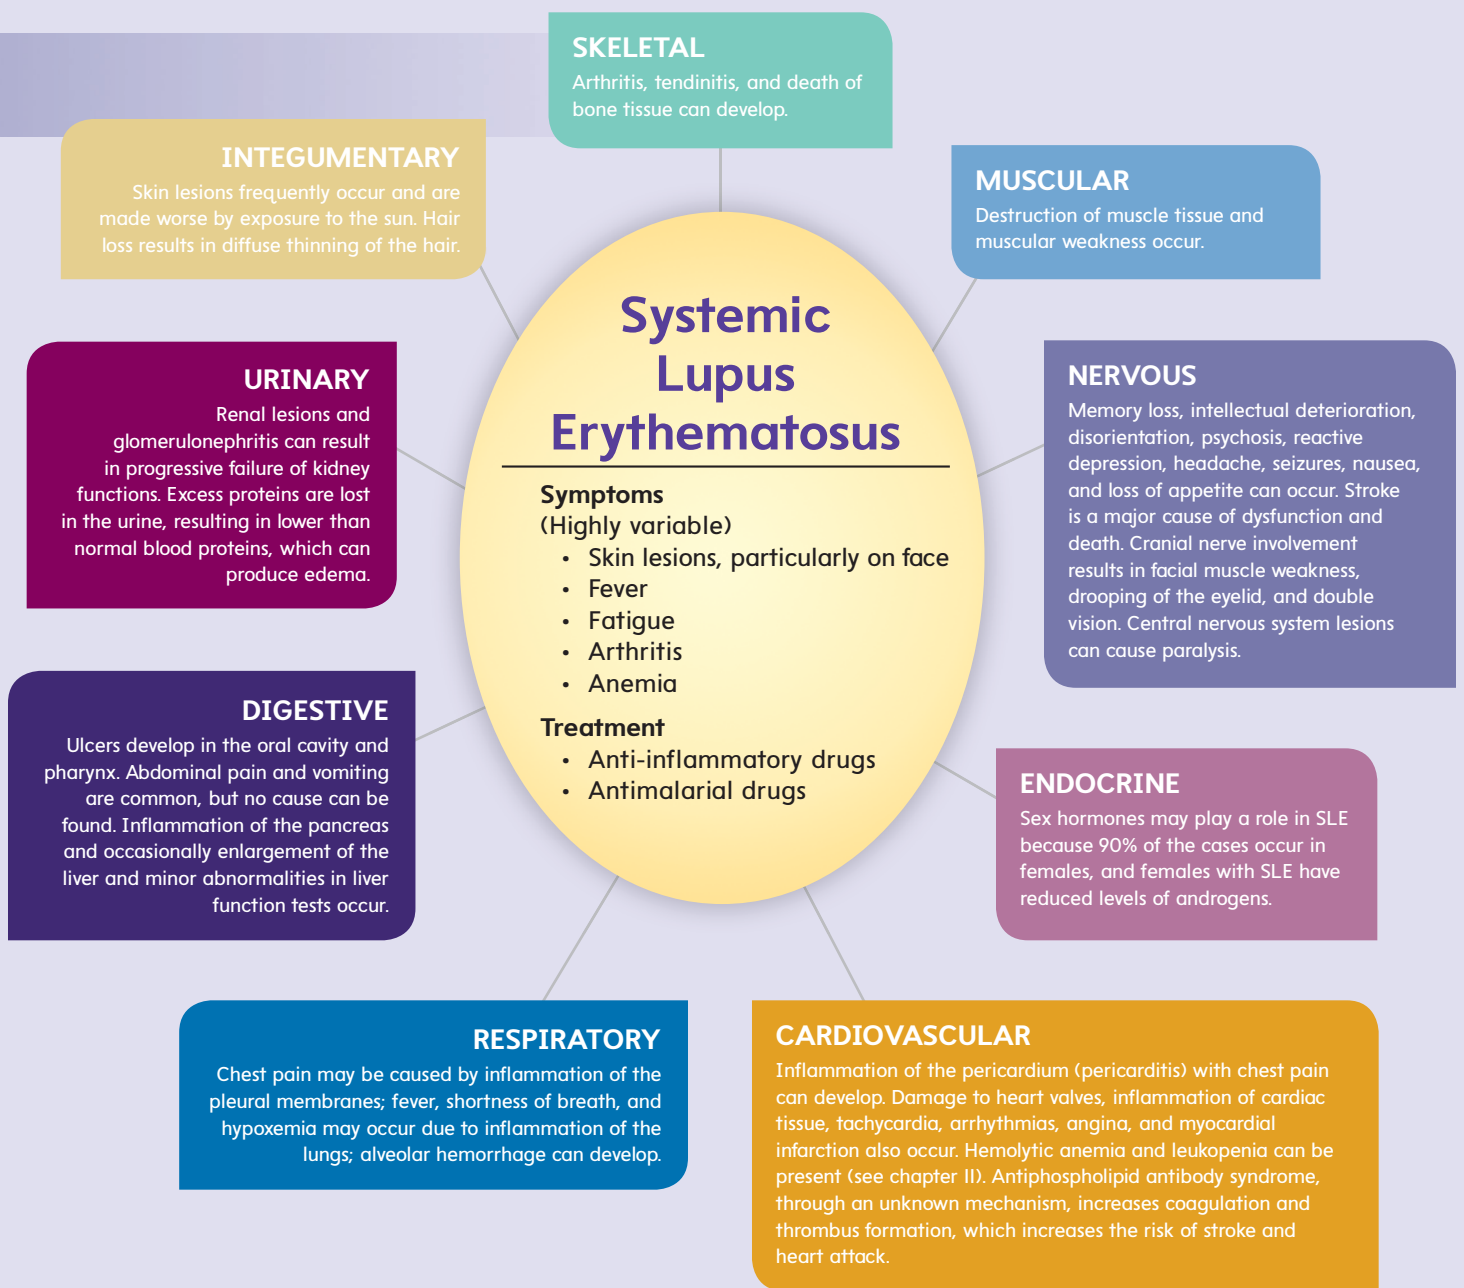 SKELETAL
Arthritis, tendinitis, and death of
bone tissue can develop.
INTEGUMENTARY
Skin lesions frequently occur and are
made worse by exposure to the sun. Hair
loss results in diffuse thinning of the hair.
MUSCULAR
Destruction of muscle tissue and
muscular weakness occur.
Systemic
Lupus
Erythematosus
Symptoms
(Highly variable)
• Skin lesions, particularly on face
• Fever
• Fatigue
• Arthritis
• Anemia
Treatment
• Anti-inflammatory drugs
• Antimalarial drugs
URINARY
Renal lesions and
glomerulonephritis can result
in progressive failure of kidney
functions. Excess proteins are lost
in the urine, resulting in lower than
normal blood proteins, which can
produce edema.
NERVOUS
Memory loss, intellectual deterioration,
disorientation, psychosis, reactive
depression, headache, seizures, nausea,
and loss of appetite can occur. Stroke
is a major cause of dysfunction and
death. Cranial nerve involvement
results in facial muscle weakness,
drooping of the eyelid, and double
vision. Central nervous system lesions
can cause paralysis.
DIGESTIVE
Ulcers develop in the oral cavity and
pharynx. Abdominal pain and vomiting
are common, but no cause can be
found. Inflammation of the pancreas
and occasionally enlargement of the
liver and minor abnormalities in liver
function tests occur.
ENDOCRINE
Sex hormones may play a role in SLE
because 90% of the cases occur in
females, and females with SLE have
reduced levels of androgens.
RESPIRATORY
Chest pain may be caused by inflammation of the
pleural membranes; fever, shortness of breath, and
hypoxemia may occur due to inflammation of the
lungs; alveolar hemorrhage can develop.
CARDIOVASCULAR
Inflammation of the pericardium (pericarditis) with chest pain
can develop. Damage to heart valves, inflammation of cardiac
tissue, tachycardia, arrhythmias, angina, and myocardial
infarction also occur. Hemolytic anemia and leukopenia can be
present (see chapter 11). Antiphospholipid antibody syndrome,
through an unknown mechanism, increases coagulation and
thrombus formation, which increases the risk of stroke and
heart attack.